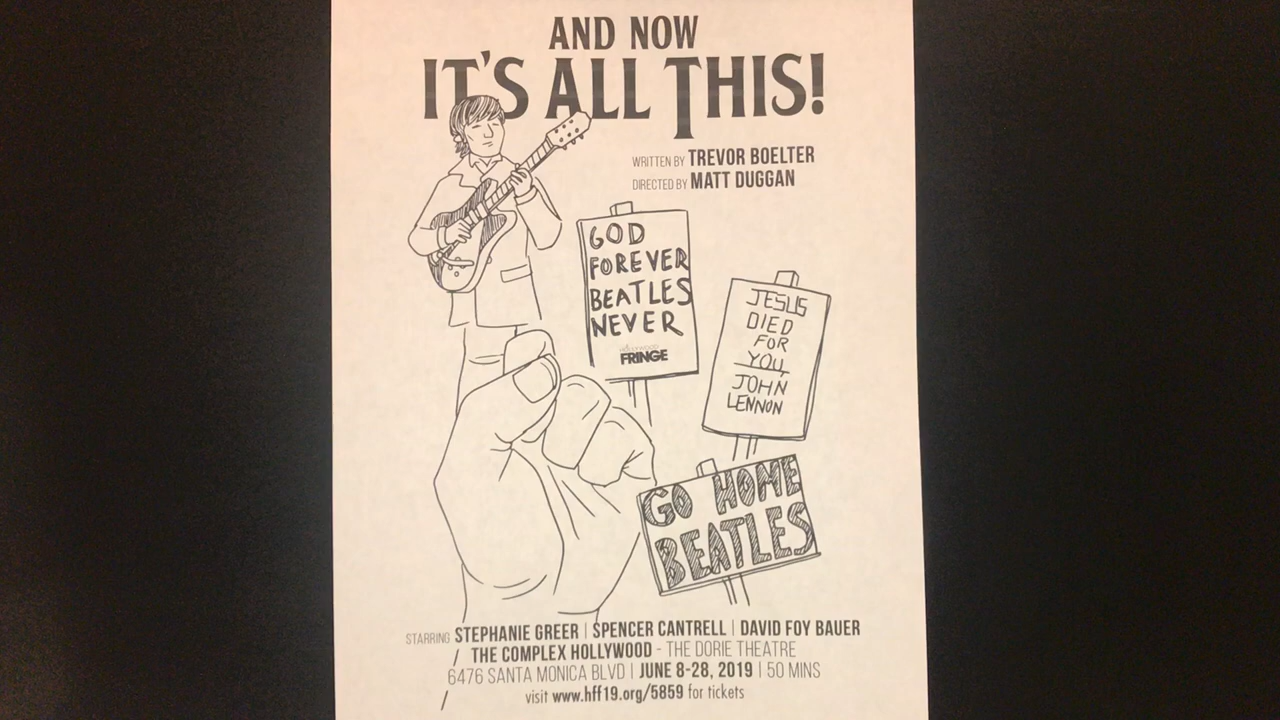 AND NOW
IT'S ALL THIS!
WRITTEN BY TREVOR BOELTER
DIRECTED BY MATT DUGGAN
GOD
FOREVER
BEATLES
NEVER
HOLLYWOOD
FRINGE
JESUS
DIED
FOR
YOU,
JOHN
LENNON
GO HOME
BEATLES
STARRING STEPHANIE GREER | SPENCER CANTRELL | DAVID FOY BAUER
THE COMPLEX HOLLYWOOD - THE DORIE THEATRE
6476 SANTA MONICA BLVD | JUNE 8-28, 2019 | 50 MINS
visit www.hff19.org/5859 for tickets